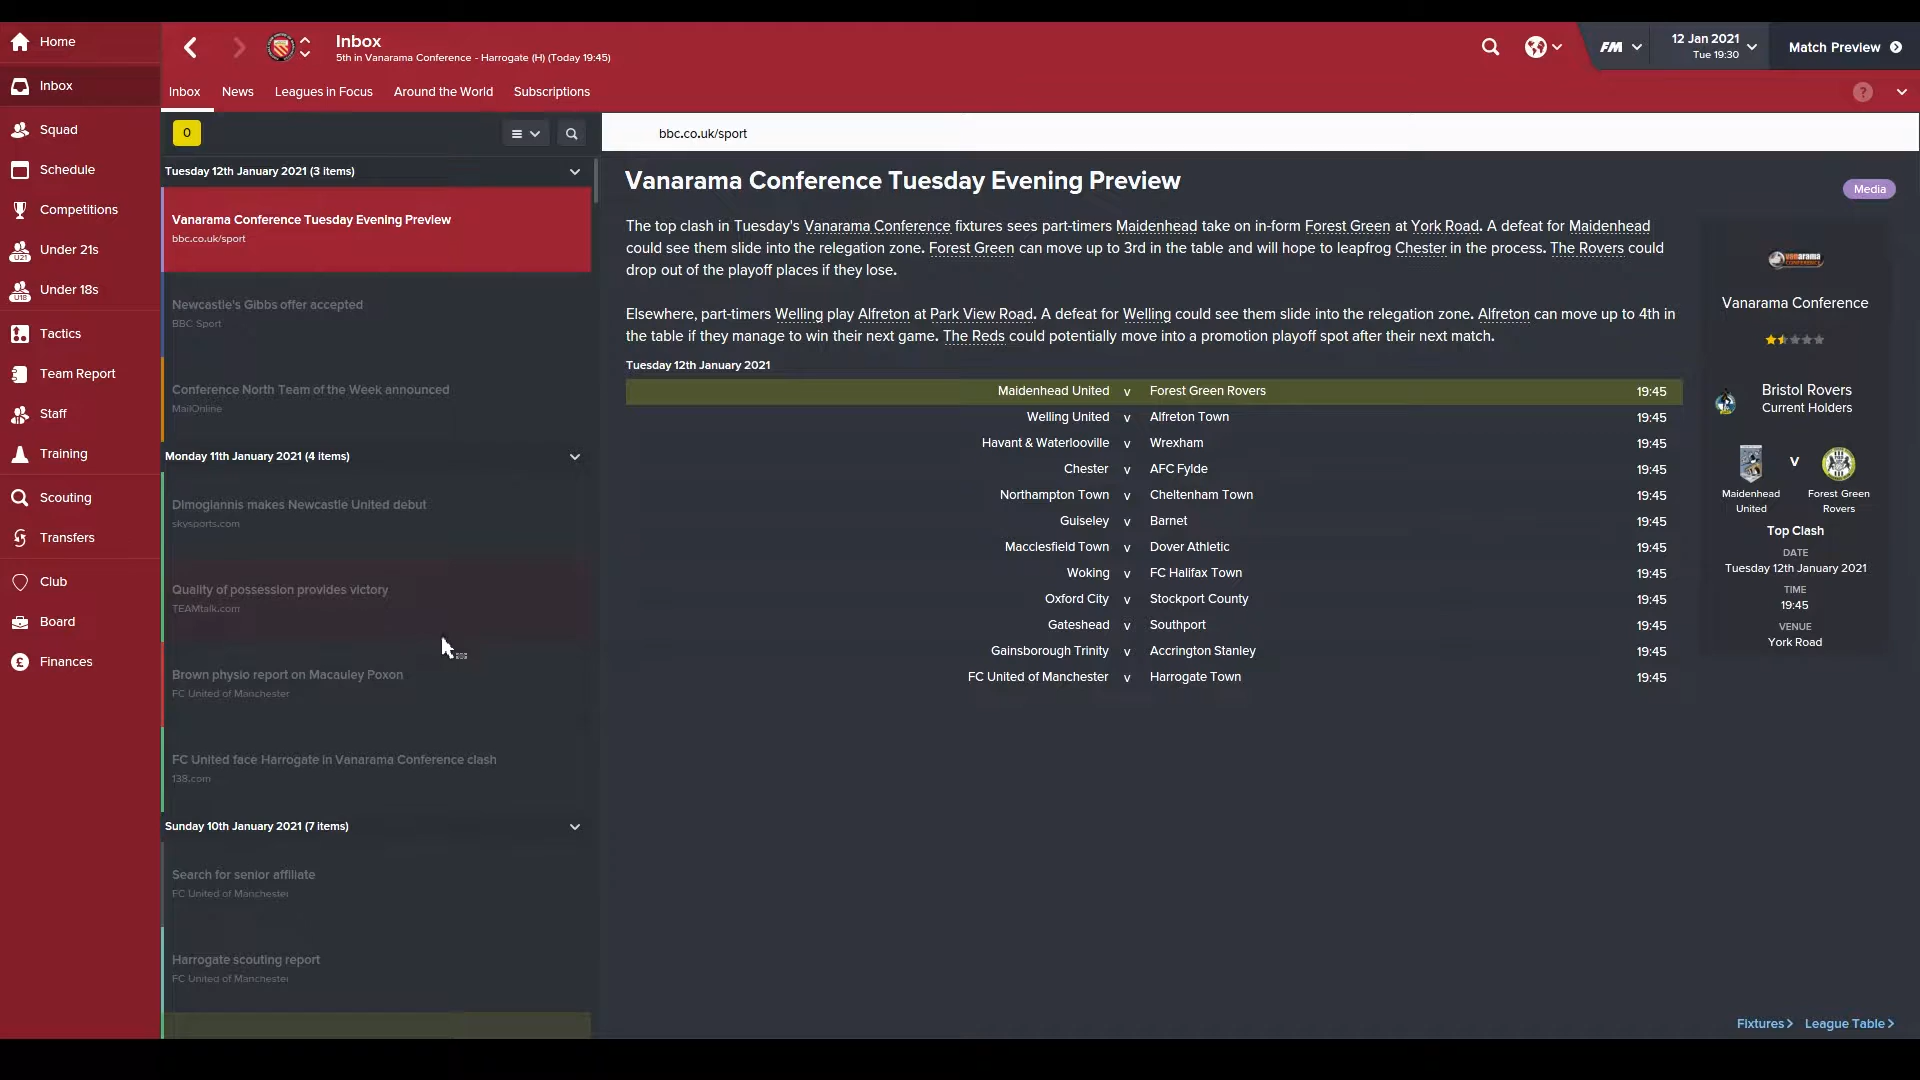 Home
Inbox
Squad
Schedule
Competitions
Under 21s
U21
Under 18s
U18
Tactics
Team Report
Staff
Training
Scouting
Transfers
Club
Board
Finances
Inbox
5th in Vanarama Conference - Harrogate (H) (Today 19:45)
FM
12 Jan 2021
Tue 19:30
Match Preview
Inbox
News
Leagues in Focus
Around the World
Subscriptions
?
0
Tuesday 12th January 2021 (3 items)
Vanarama Conference Tuesday Evening Preview
bbc.co.uk/sport
Newcastle's Gibbs offer accepted
BBC Sport
Conference North Team of the Week announced
MailOnline
Monday 11th January 2021 (4 items)
Dimogiannis makes Newcastle United debut
skysports.com
Quality of possession provides victory
TEAMtalk.com
Brown physio report on Macauley Poxon
FC United of Manchester
FC United face Harrogate in Vanarama Conference clash
138.com
Sunday 10th January 2021 (7 items)
Search for senior affiliate
FC United of Manchester
Harrogate scouting report
FC United of Manchester
bbc.co.uk/sport
Vanarama Conference Tuesday Evening Preview
Media
The top clash in Tuesday's Vanarama Conference fixtures sees part-timers Maidenhead take on in-form Forest Green at York Road. A defeat for Maidenhead
could see them slide into the relegation zone. Forest Green can move up to 3rd in the table and will hope to leapfrog Chester in the process. The Rovers could
drop out of the playoff places if they lose.
Elsewhere, part-timers Welling play Alfreton at Park View Road. A defeat for Welling could see them slide into the relegation zone. Alfreton can move up to 4th in
the table if they manage to win their next game. The Reds could potentially move into a promotion playoff spot after their next match.
Tuesday 12th January 2021
Maidenhead United v Forest Green Rovers 19:45
Welling United v Alfreton Town 19:45
Havant & Waterlooville v Wrexham 19:45
Chester v AFC Fylde 19:45
Northampton Town v Cheltenham Town 19:45
Guiseley v Barnet 19:45
Macclesfield Town v Dover Athletic 19:45
Woking v FC Halifax Town 19:45
Oxford City v Stockport County 19:45
Gateshead v Southport 19:45
Gainsborough Trinity v Accrington Stanley 19:45
FC United of Manchester v Harrogate Town 19:45
vanarama
CONFERENCE
Vanarama Conference
Bristol Rovers
Current Holders
V
Maidenhead United
Forest Green Rovers
Top Clash
DATE
Tuesday 12th January 2021
TIME
19:45
VENUE
York Road
Fixtures
League Table